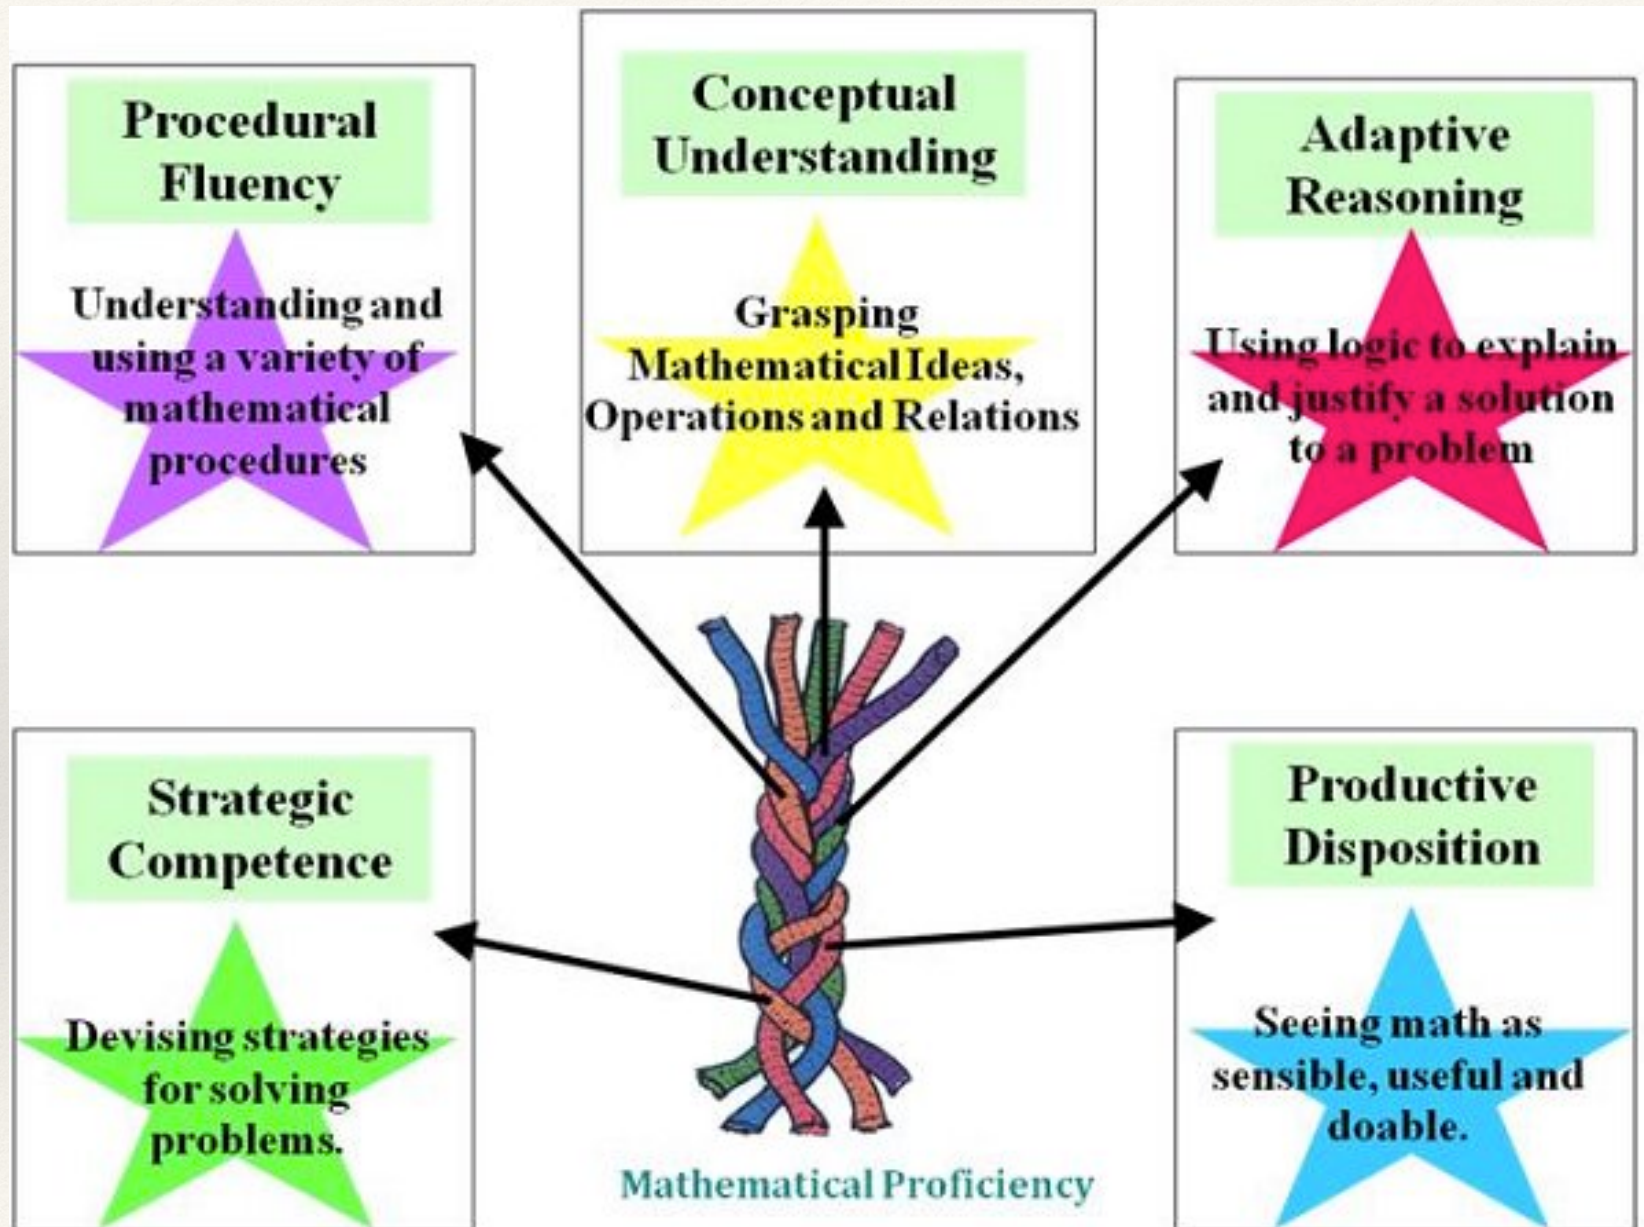 Procedural
Fluency
Understanding and
using a variety of
mathematical
procedures
Conceptual
Understanding
Grasping
Mathematical Ideas,
Operations and Relations
Adaptive
Reasoning
Using logic to explain
and justify a solution
to a problem
Strategic
Competence
Devising strategies
for solving
problems.
Productive
Disposition
Seeing math as
sensible, useful and
doable.
Mathematical Proficiency